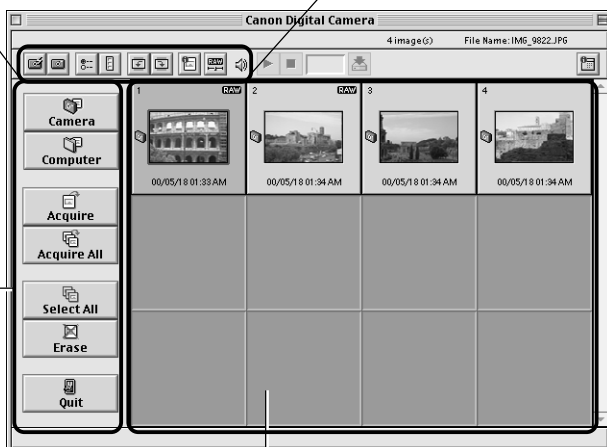 Canon Digital Camera
4 image(s) File Name: IMG_9822.JPG
RAW
1 RAW 2 RAW 3 4
00/05/18 01:33 AM 00/05/18 01:34 AM 00/05/18 01:34 AM 00/05/18 01:34 AM
Camera
Computer
Acquire
Acquire All
Select All
Erase
Quit